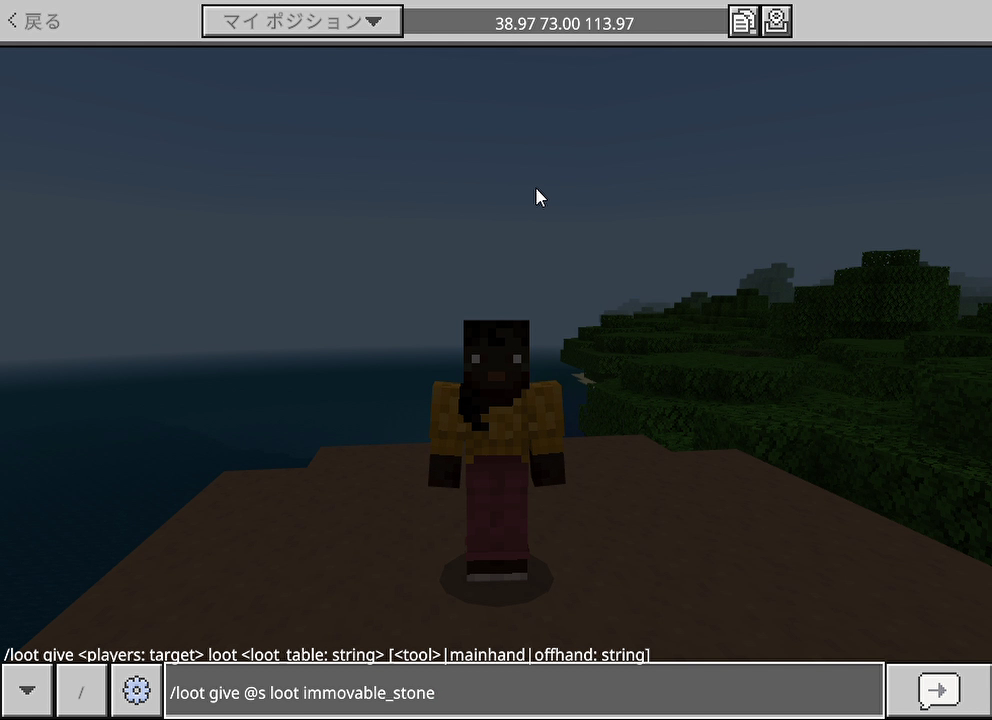 戻る
マイ ポジション
38.97 73.00 113.97
/loot give <players: target> loot <loot_table: string> [<tool>|mainhand|offhand: string]
/
/loot give @s loot immovable_stone